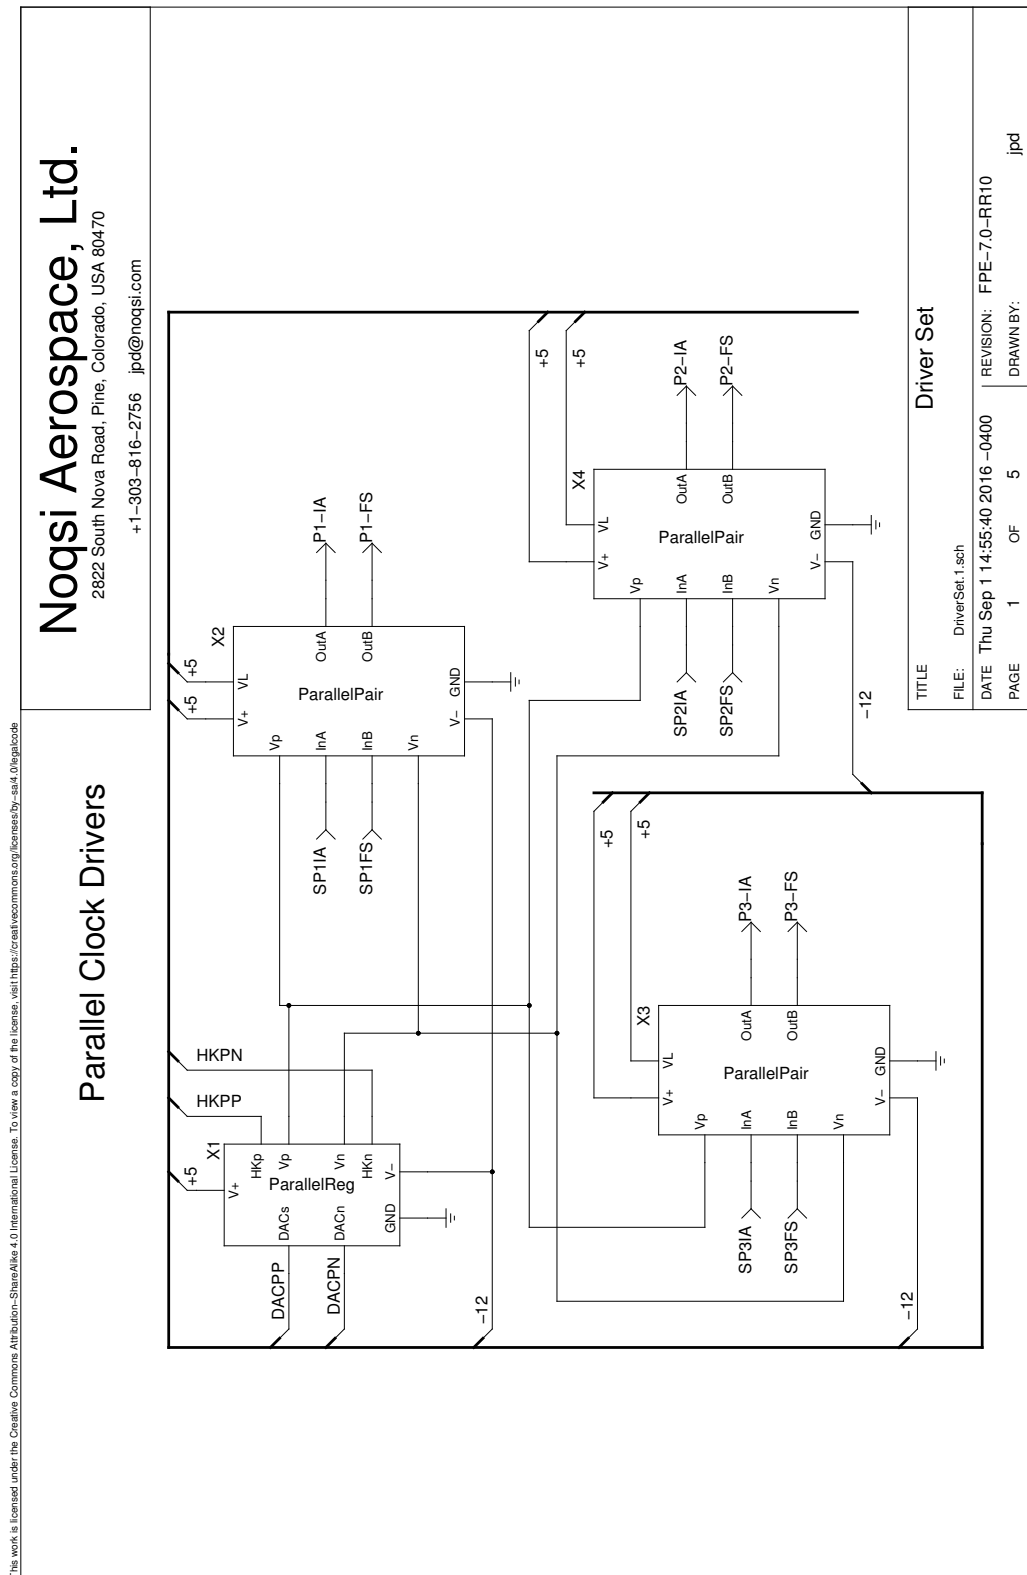 This work is licensed under the Creative Commons Attribution−ShareAlike 4.0 International License. To view a copy of the license, visit https://creativecommons.org/licenses/by−sa/4.0/legalcode
Noqsi Aerospace, Ltd.
2822 South Nova Road, Pine, Colorado, USA 80470
+1−303−816−2756 jpd@noqsi.com
Parallel Clock Drivers
+5
HKPP
HKPN
+5
+5
X1
V+
HKp
Vp
Vn
HKn
ParallelReg
DACs
DACn
GND
V−
DACPP
DACPN
−12
X2
V+
VL
Vp
InA
InB
Vn
OutA
OutB
ParallelPair
V−
GND
SP1IA
SP1FS
P1−IA
P1−FS
+5
+5
X4
V+
VL
Vp
InA
InB
Vn
OutA
OutB
ParallelPair
V−
GND
SP2IA
SP2FS
P2−IA
P2−FS
−12
+5
+5
X3
V+
VL
Vp
InA
InB
Vn
OutA
OutB
ParallelPair
V−
GND
SP3IA
SP3FS
P3−IA
P3−FS
−12
TITLE
Driver Set
FILE: DriverSet.1.sch
REVISION: FPE−7.0−RR10
DATE Thu Sep 1 14:55:40 2016 −0400
PAGE 1 OF 5
DRAWN BY: jpd